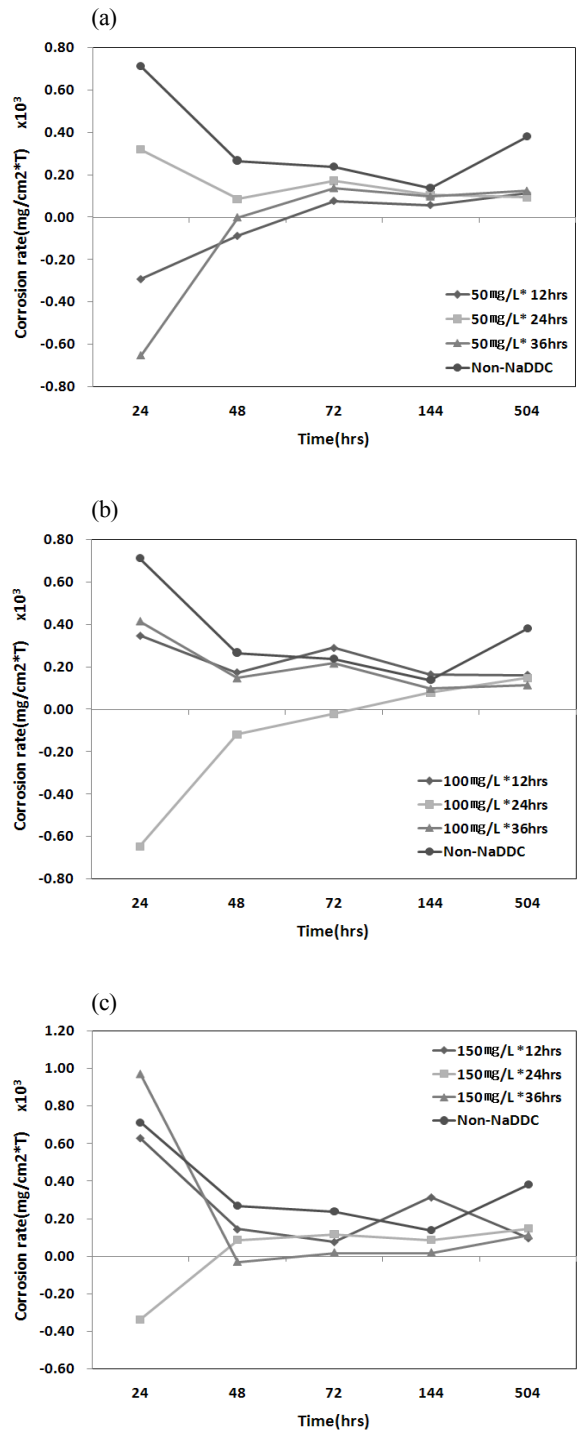 (a)
x10³
Corrosion rate(mg/cm2*T)
0.80
0.60
0.40
0.20
0.00
-0.20
-0.40
-0.60
-0.80
50㎎/L* 12hrs
50㎎/L* 24hrs
50㎎/L* 36hrs
Non-NaDDC
24 48 72 144 504
Time(hrs)
(b)
x10³
Corrosion rate(mg/cm2*T)
0.80
0.60
0.40
0.20
0.00
-0.20
-0.40
-0.60
-0.80
100㎎/L*12hrs
100㎎/L*24hrs
100㎎/L*36hrs
Non-NaDDC
24 48 72 144 504
Time(hrs)
(c)
x10³
Corrosion rate(mg/cm2*T)
1.20
1.00
0.80
0.60
0.40
0.20
0.00
-0.20
-0.40
-0.60
150㎎/L*12hrs
150㎎/L*24hrs
150㎎/L*36hrs
Non-NaDDC
24 48 72 144 504
Time(hrs)